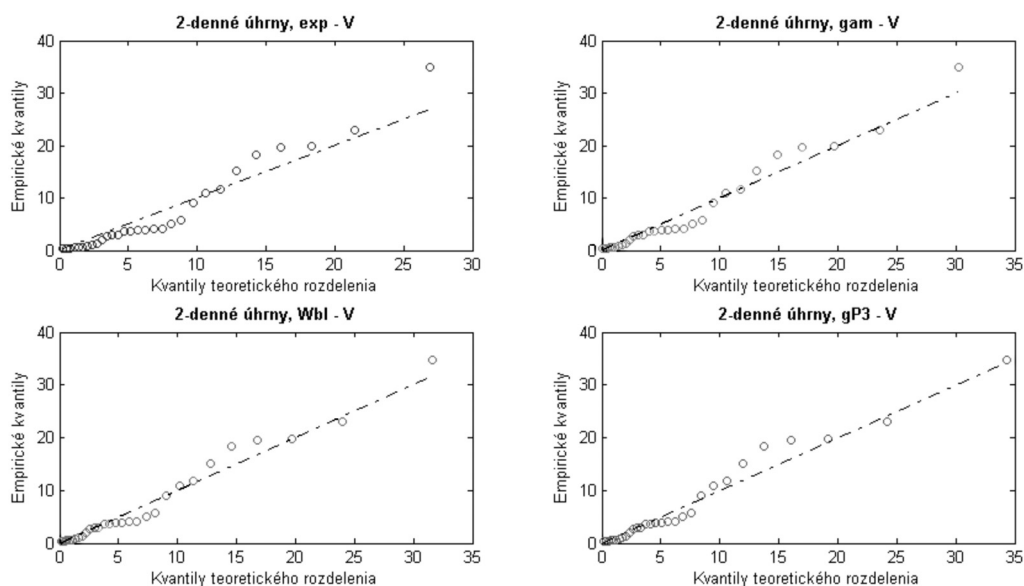 2-denné úhrny, exp - V
Empirické kvantily
40
30
20
10
0
0 5 10 15 20 25 30
Kvantily teoretického rozdelenia
2-denné úhrny, gam - V
Empirické kvantily
40
30
20
10
0
0 5 10 15 20 25 30 35
Kvantily teoretického rozdelenia
2-denné úhrny, Wbl - V
Empirické kvantily
40
30
20
10
0
0 5 10 15 20 25 30 35
Kvantily teoretického rozdelenia
2-denné úhrny, gP3 - V
Empirické kvantily
40
30
20
10
0
0 5 10 15 20 25 30 35
Kvantily teoretického rozdelenia